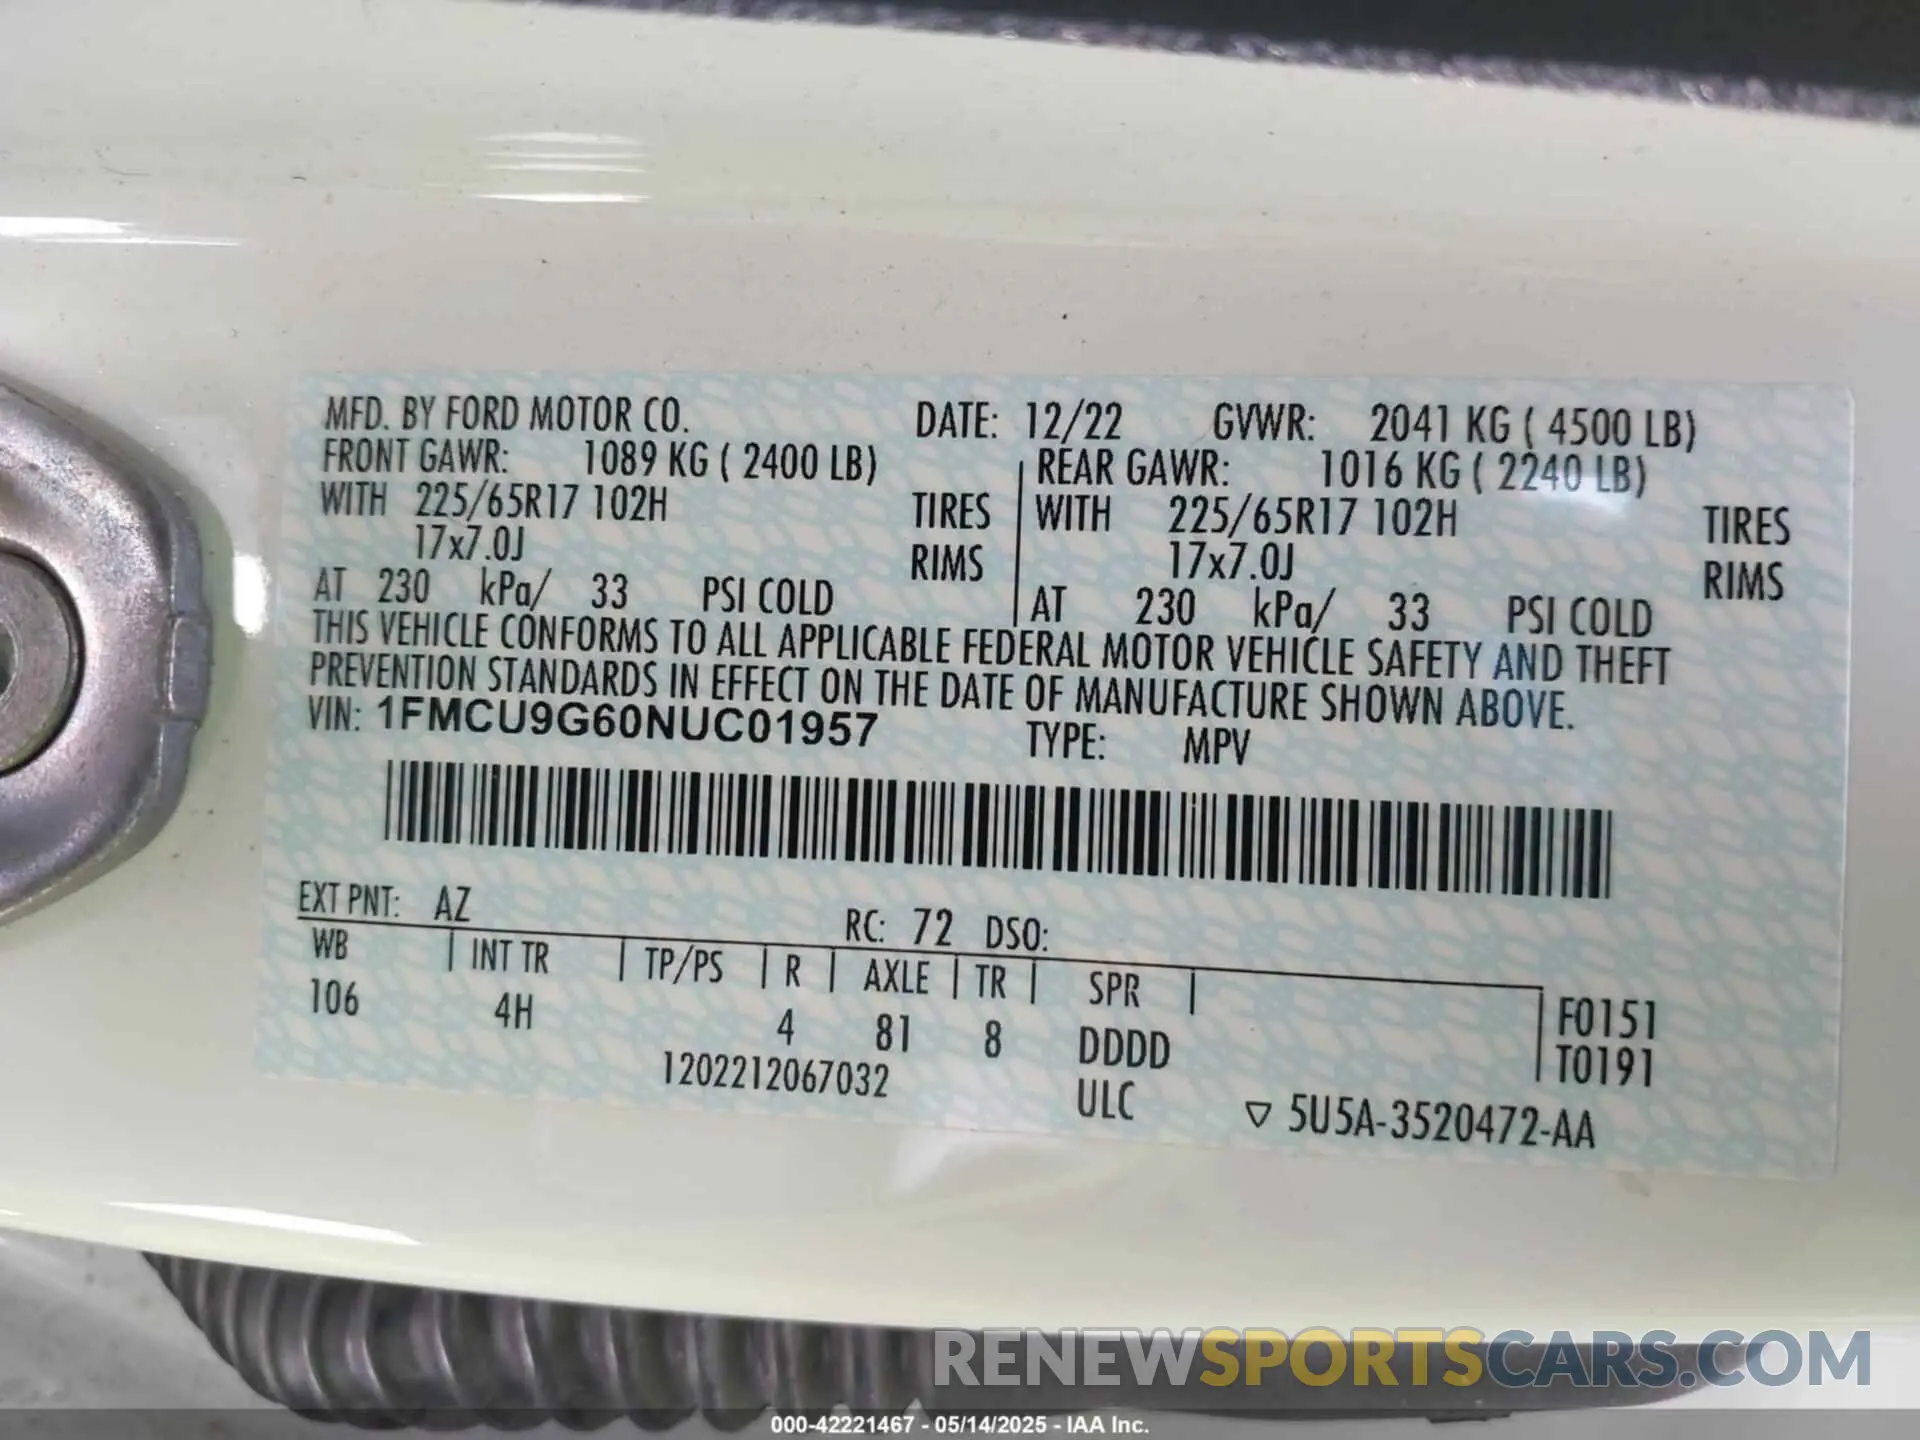 MFD. BY FORD MOTOR CO. DATE: 12/22 GVWR: 2041 KG ( 4500 LB)
FRONT GAWR: 1089 KG ( 2400 LB) REAR GAWR: 1016 KG ( 2240 LB)
WITH 225/65R17 102H TIRES WITH 225/65R17 102H TIRES
17x7.0J RIMS 17x7.0J RIMS
AT 230 kPa/ 33 PSI COLD AT 230 kPa/ 33 PSI COLD
THIS VEHICLE CONFORMS TO ALL APPLICABLE FEDERAL MOTOR VEHICLE SAFETY AND THEFT
PREVENTION STANDARDS IN EFFECT ON THE DATE OF MANUFACTURE SHOWN ABOVE.
VIN: 1FMCU9G60NUC01957 TYPE: MPV
EXT PNT: AZ RC: 72 DSO:
WB | INT TR | TP/PS | R | AXLE | TR | SPR |
106 4H 4 81 8 DDDD
F0151
T0191
1202212067032 ULC ▽ 5U5A-3520472-AA
RENEWSPORTSCARS.COM
000-42221467 - 05/14/2025 - IAA Inc.